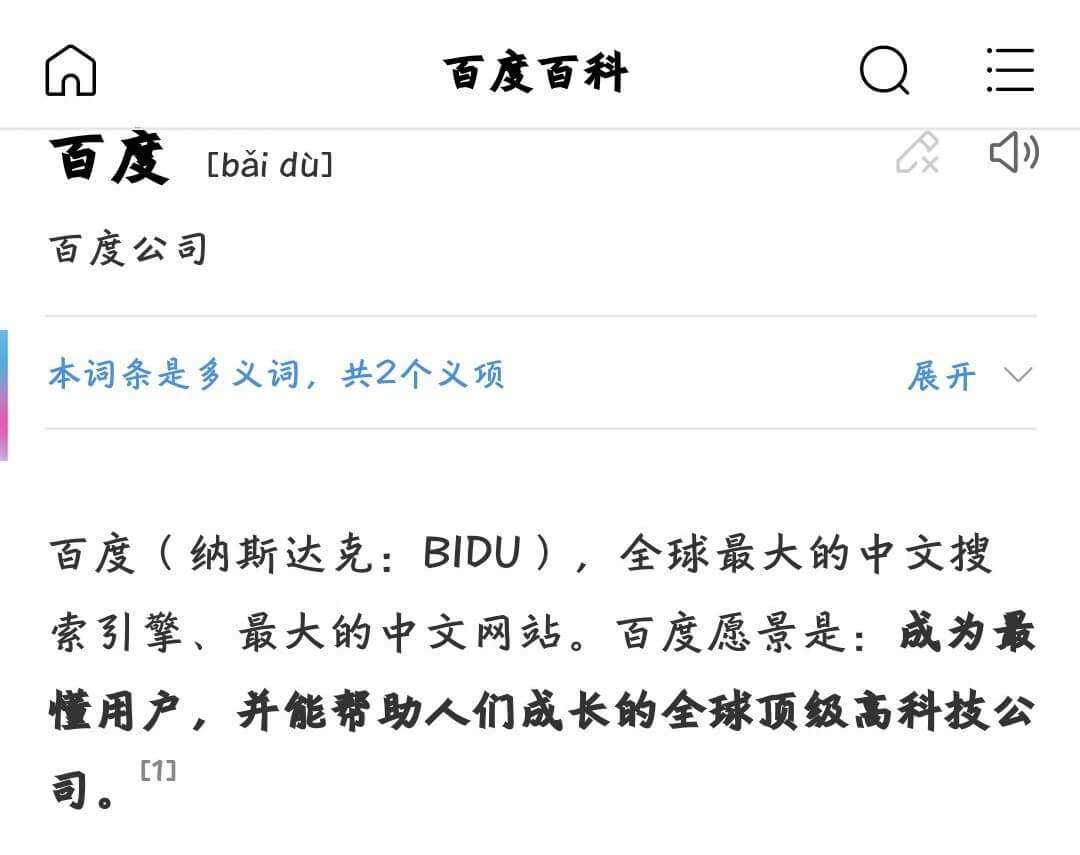 百度百科
百度 [bǎi dù]
百度公司
本词条是多义词，共2个义项 展开
百度（纳斯达克：BIDU），全球最大的中文搜
索引擎、最大的中文网站。百度愿景是：成为最
懂用户，并能帮助人们成长的全球顶级高科技公
司。[1]